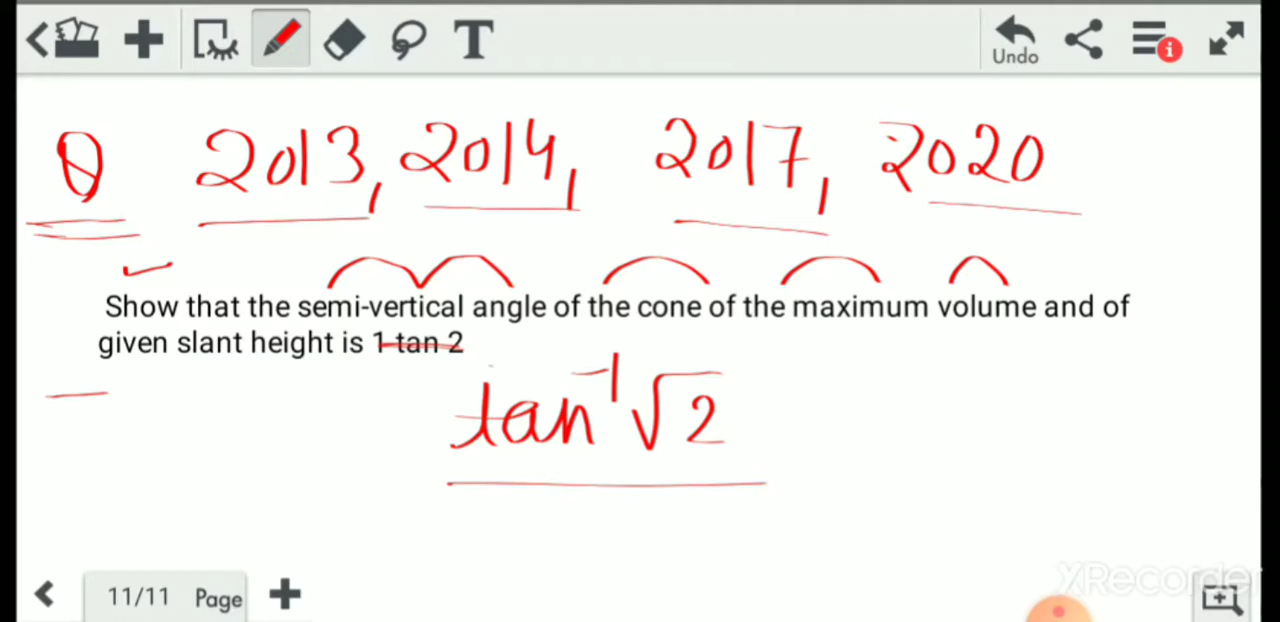 Undo
Q 2013, 2014, 2017, 2020
Show that the semi-vertical angle of the cone of the maximum volume and of
given slant height is 1 tan 2
tan⁻¹√2
11/11 Page
XRecorder